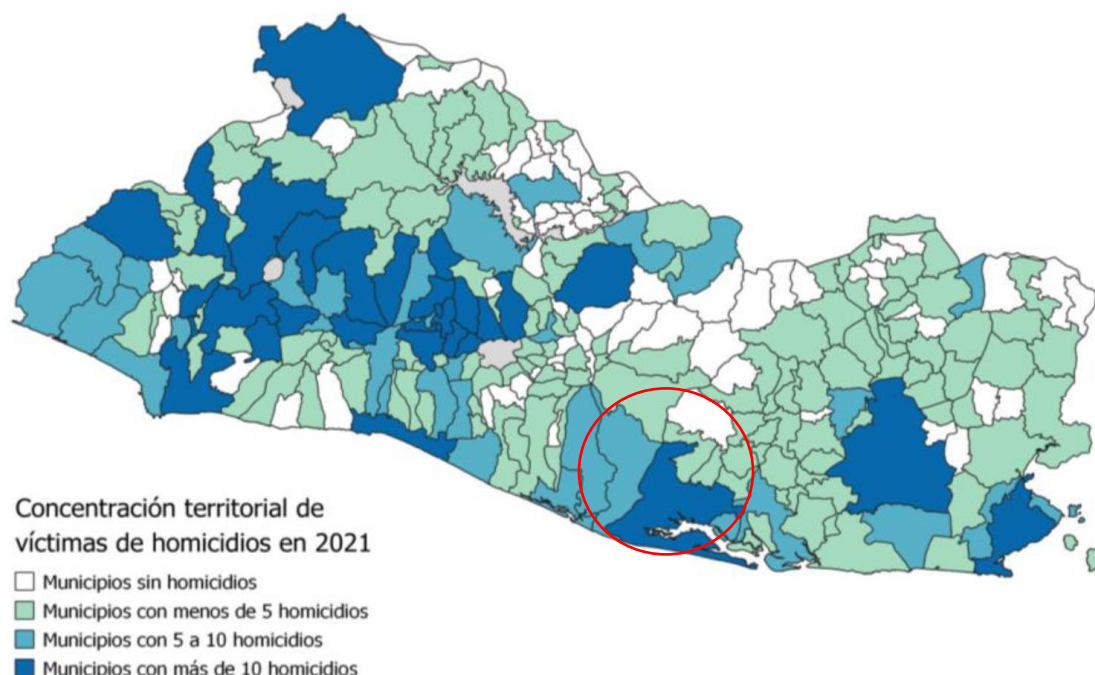 Concentración territorial de
víctimas de homicidios en 2021
Municipios sin homicidios
Municipios con menos de 5 homicidios
Municipios con 5 a 10 homicidios
Municipios con más de 10 homicidios